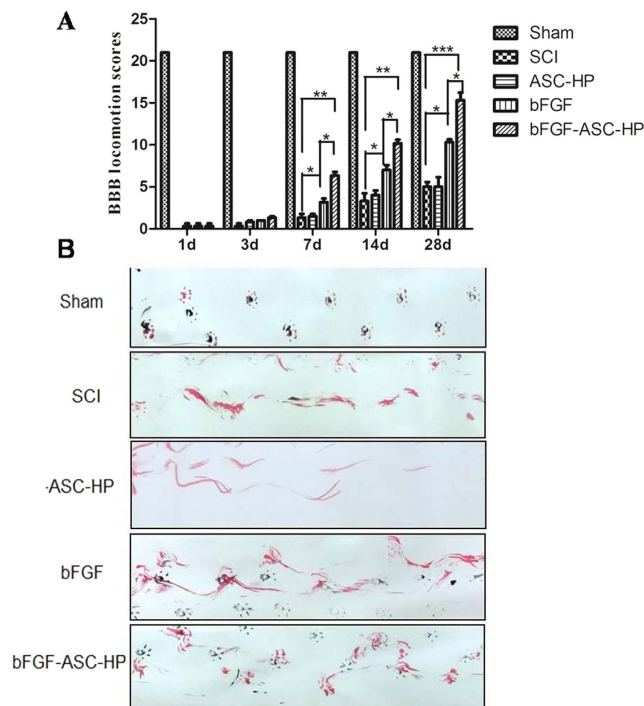 A
BBB locomotion scores
25
20
15
10
5
0
1d 3d 7d 14d 28d
**
*
*
**
*
*
***
*
*
Sham
SCI
ASC-HP
bFGF
bFGF-ASC-HP
B
Sham
SCI
ASC-HP
bFGF
bFGF-ASC-HP